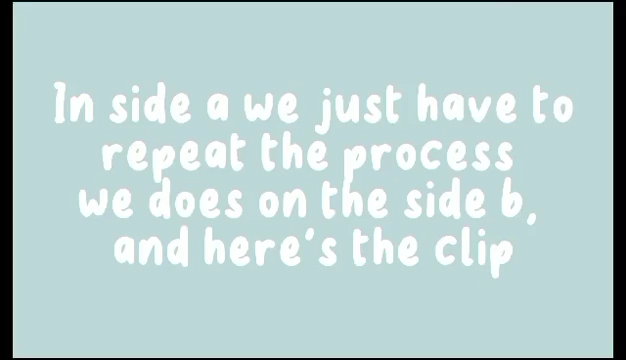 In side a we just have to
repeat the process
we does on the side b,
and here's the clip